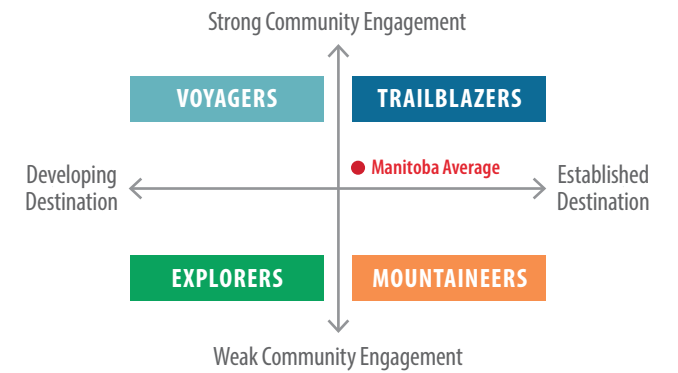 Strong Community Engagement
VOYAGERS
TRAILBLAZERS
Manitoba Average
Developing
Destination
Established
Destination
EXPLORERS
MOUNTAINEERS
Weak Community Engagement